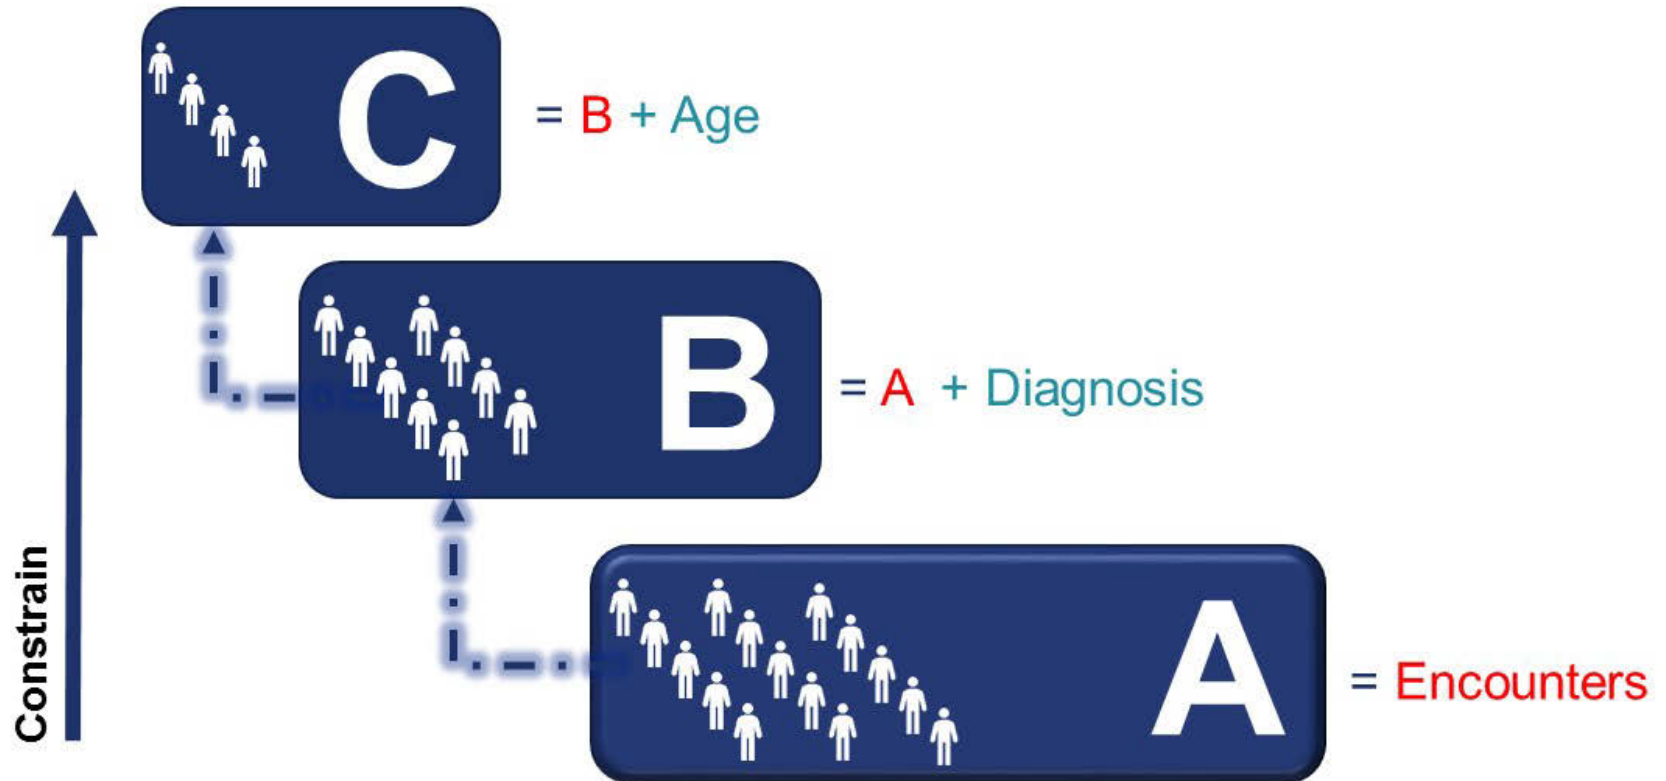 C = B + Age
B = A + Diagnosis
A = Encounters
Constrain